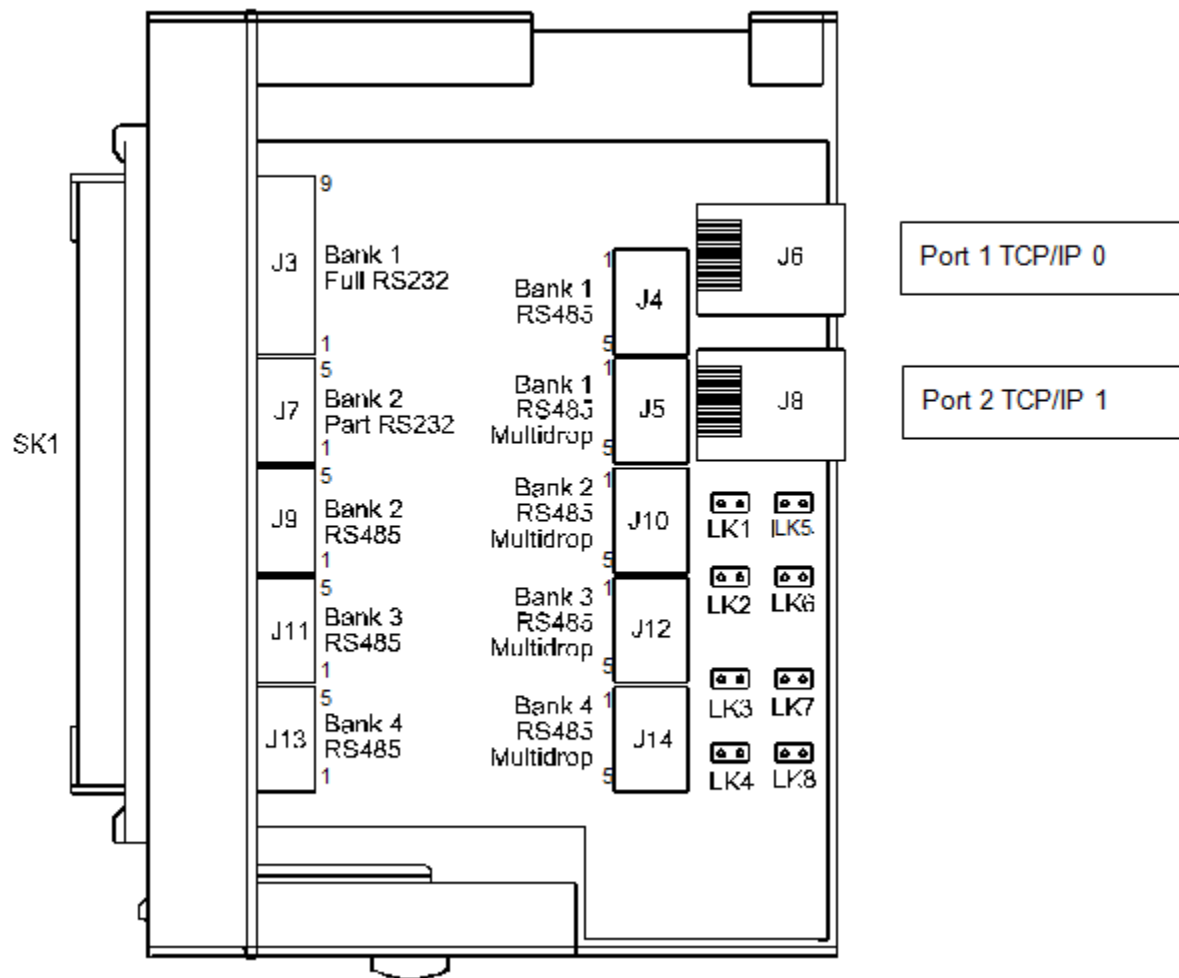 9
J3
Bank 1
Full RS232
1
J6
Port 1 TCP/IP 0
1
Bank 1
RS485
J4
5
5
J7
Bank 2
Part RS232
1
1
Bank 1
RS485
Multidrop
J5
5
J8
Port 2 TCP/IP 1
SK1
5
J9
Bank 2
RS485
1
Bank 2
RS485
Multidrop
1
J10
5
LK1
LK5
5
J11
Bank 3
RS485
1
Bank 3
RS485
Multidrop
1
J12
5
LK2
LK6
5
J13
Bank 4
RS485
1
Bank 4
RS485
Multidrop
1
J14
5
LK3
LK7
LK4
LK8